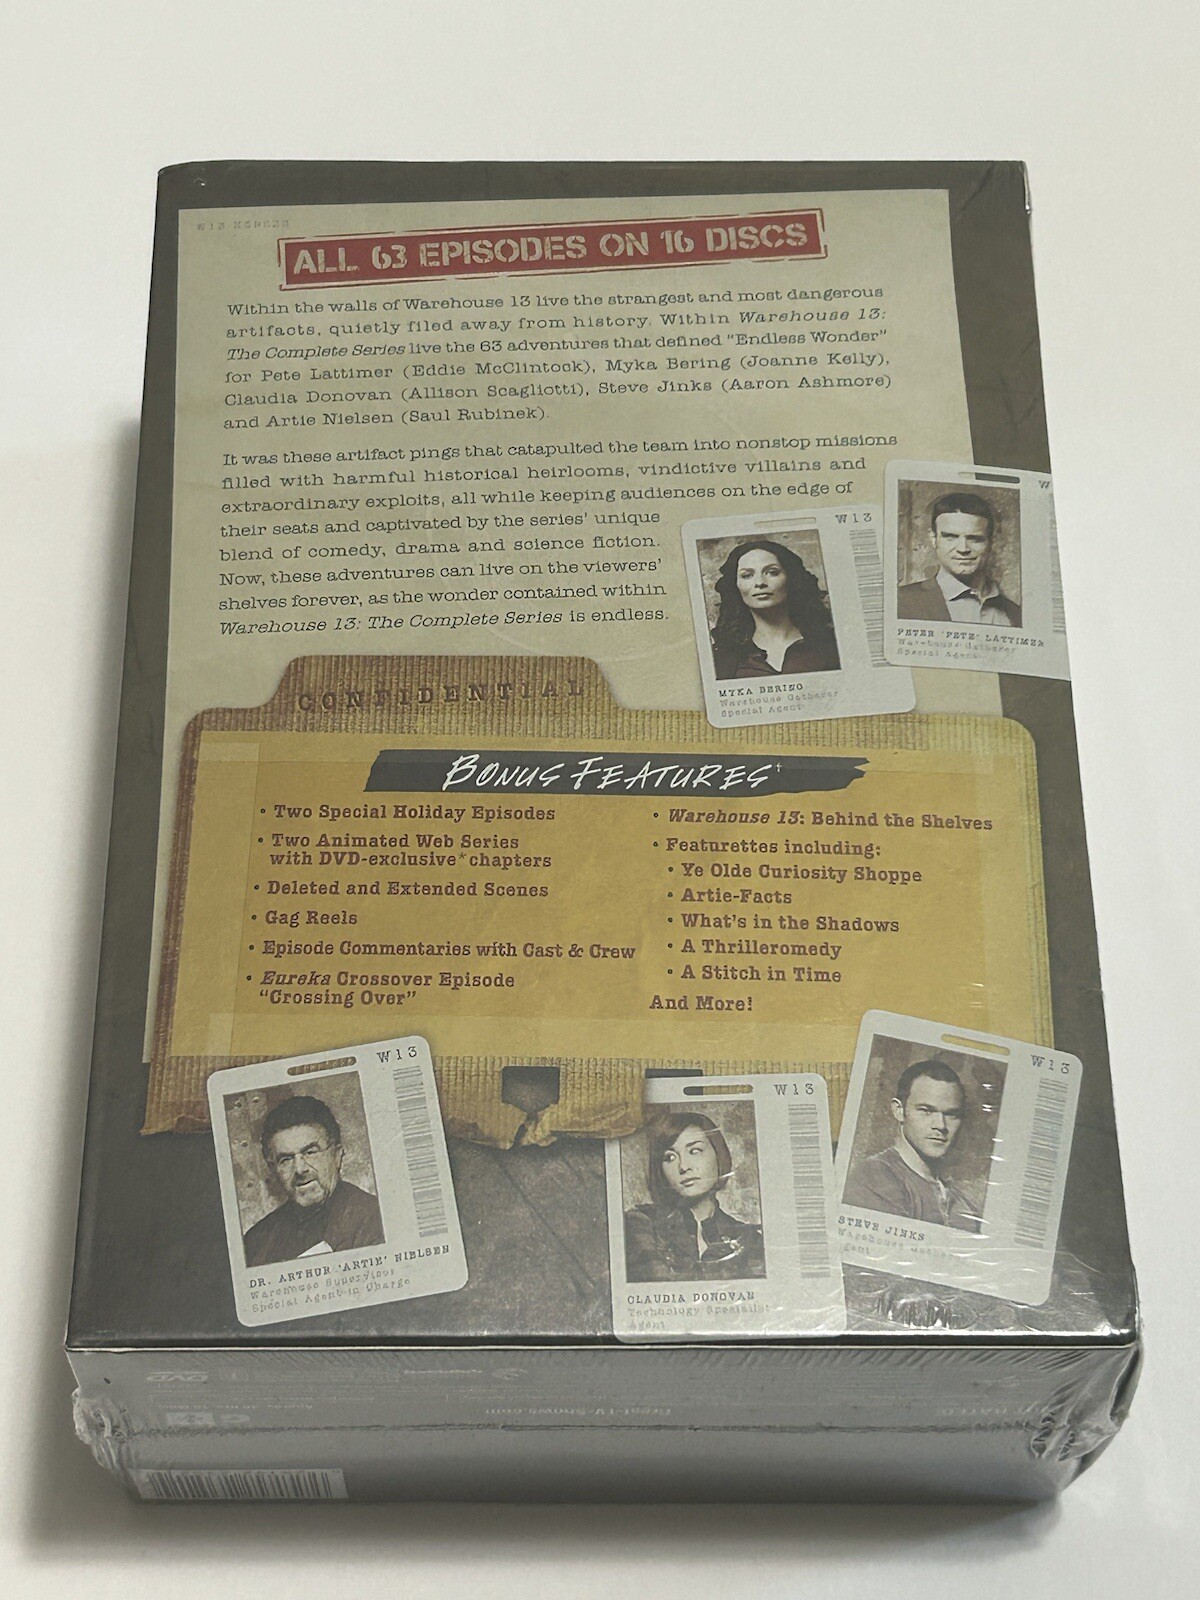 ALL 63 EPISODES ON 16 DISCS
Within the walls of Warehouse 13 live the strangest and most dangerous
artifacts, quietly filed away from history. Within Warehouse 13:
The Complete Series live the 63 adventures that defined "Endless Wonder"
for Pete Lattimer (Eddie McClintock), Myka Bering (Joanne Kelly),
Claudia Donovan (Allison Scagliotti), Steve Jinks (Aaron Ashmore)
and Artie Nielsen (Saul Rubinek).
It was these artifact pings that catapulted the team into nonstop missions
filled with harmful historical heirlooms, vindictive villains and
extraordinary exploits, all while keeping audiences on the edge of
their seats and captivated by the series' unique
blend of comedy, drama and science fiction.
Now, these adventures can live on the viewers'
shelves forever, as the wonder contained within
Warehouse 13: The Complete Series is endless.
W
PETER 'PETE' LATTIMER
Warehouse Gatherer
Special Agent
W13
MYKA BERING
Warehouse Gatherer
Special Agent
CONFIDENTIAL
BONUS FEATURES†
• Two Special Holiday Episodes
• Two Animated Web Series
with DVD-exclusive* chapters
• Deleted and Extended Scenes
• Gag Reels
• Episode Commentaries with Cast & Crew
• Eureka Crossover Episode
"Crossing Over"
• Warehouse 13: Behind the Shelves
• Featurettes including:
• Ye Olde Curiosity Shoppe
• Artie-Facts
• What's in the Shadows
• A Thrilleromedy
• A Stitch in Time
And More!
W13
DR. ARTHUR 'ARTIE' NIELSEN
Warehouse Supervisor
Special Agent in Charge
W13
CLAUDIA DONOVAN
Technology Specialist
Agent
W13
STEVE JINKS
Warehouse Gatherer
Agent
DVD
Great-TV-Shows.com